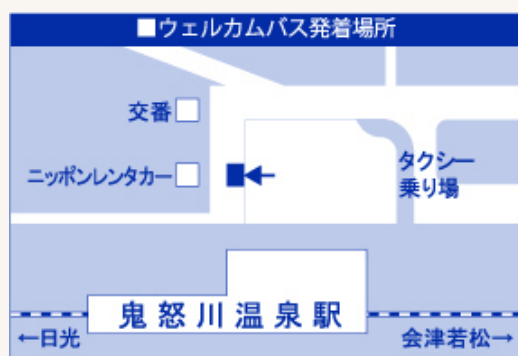 ■ウェルカムバス発着場所
交番
ニッポンレンタカー
タクシー
乗り場
鬼怒川温泉駅
←日光
会津若松→